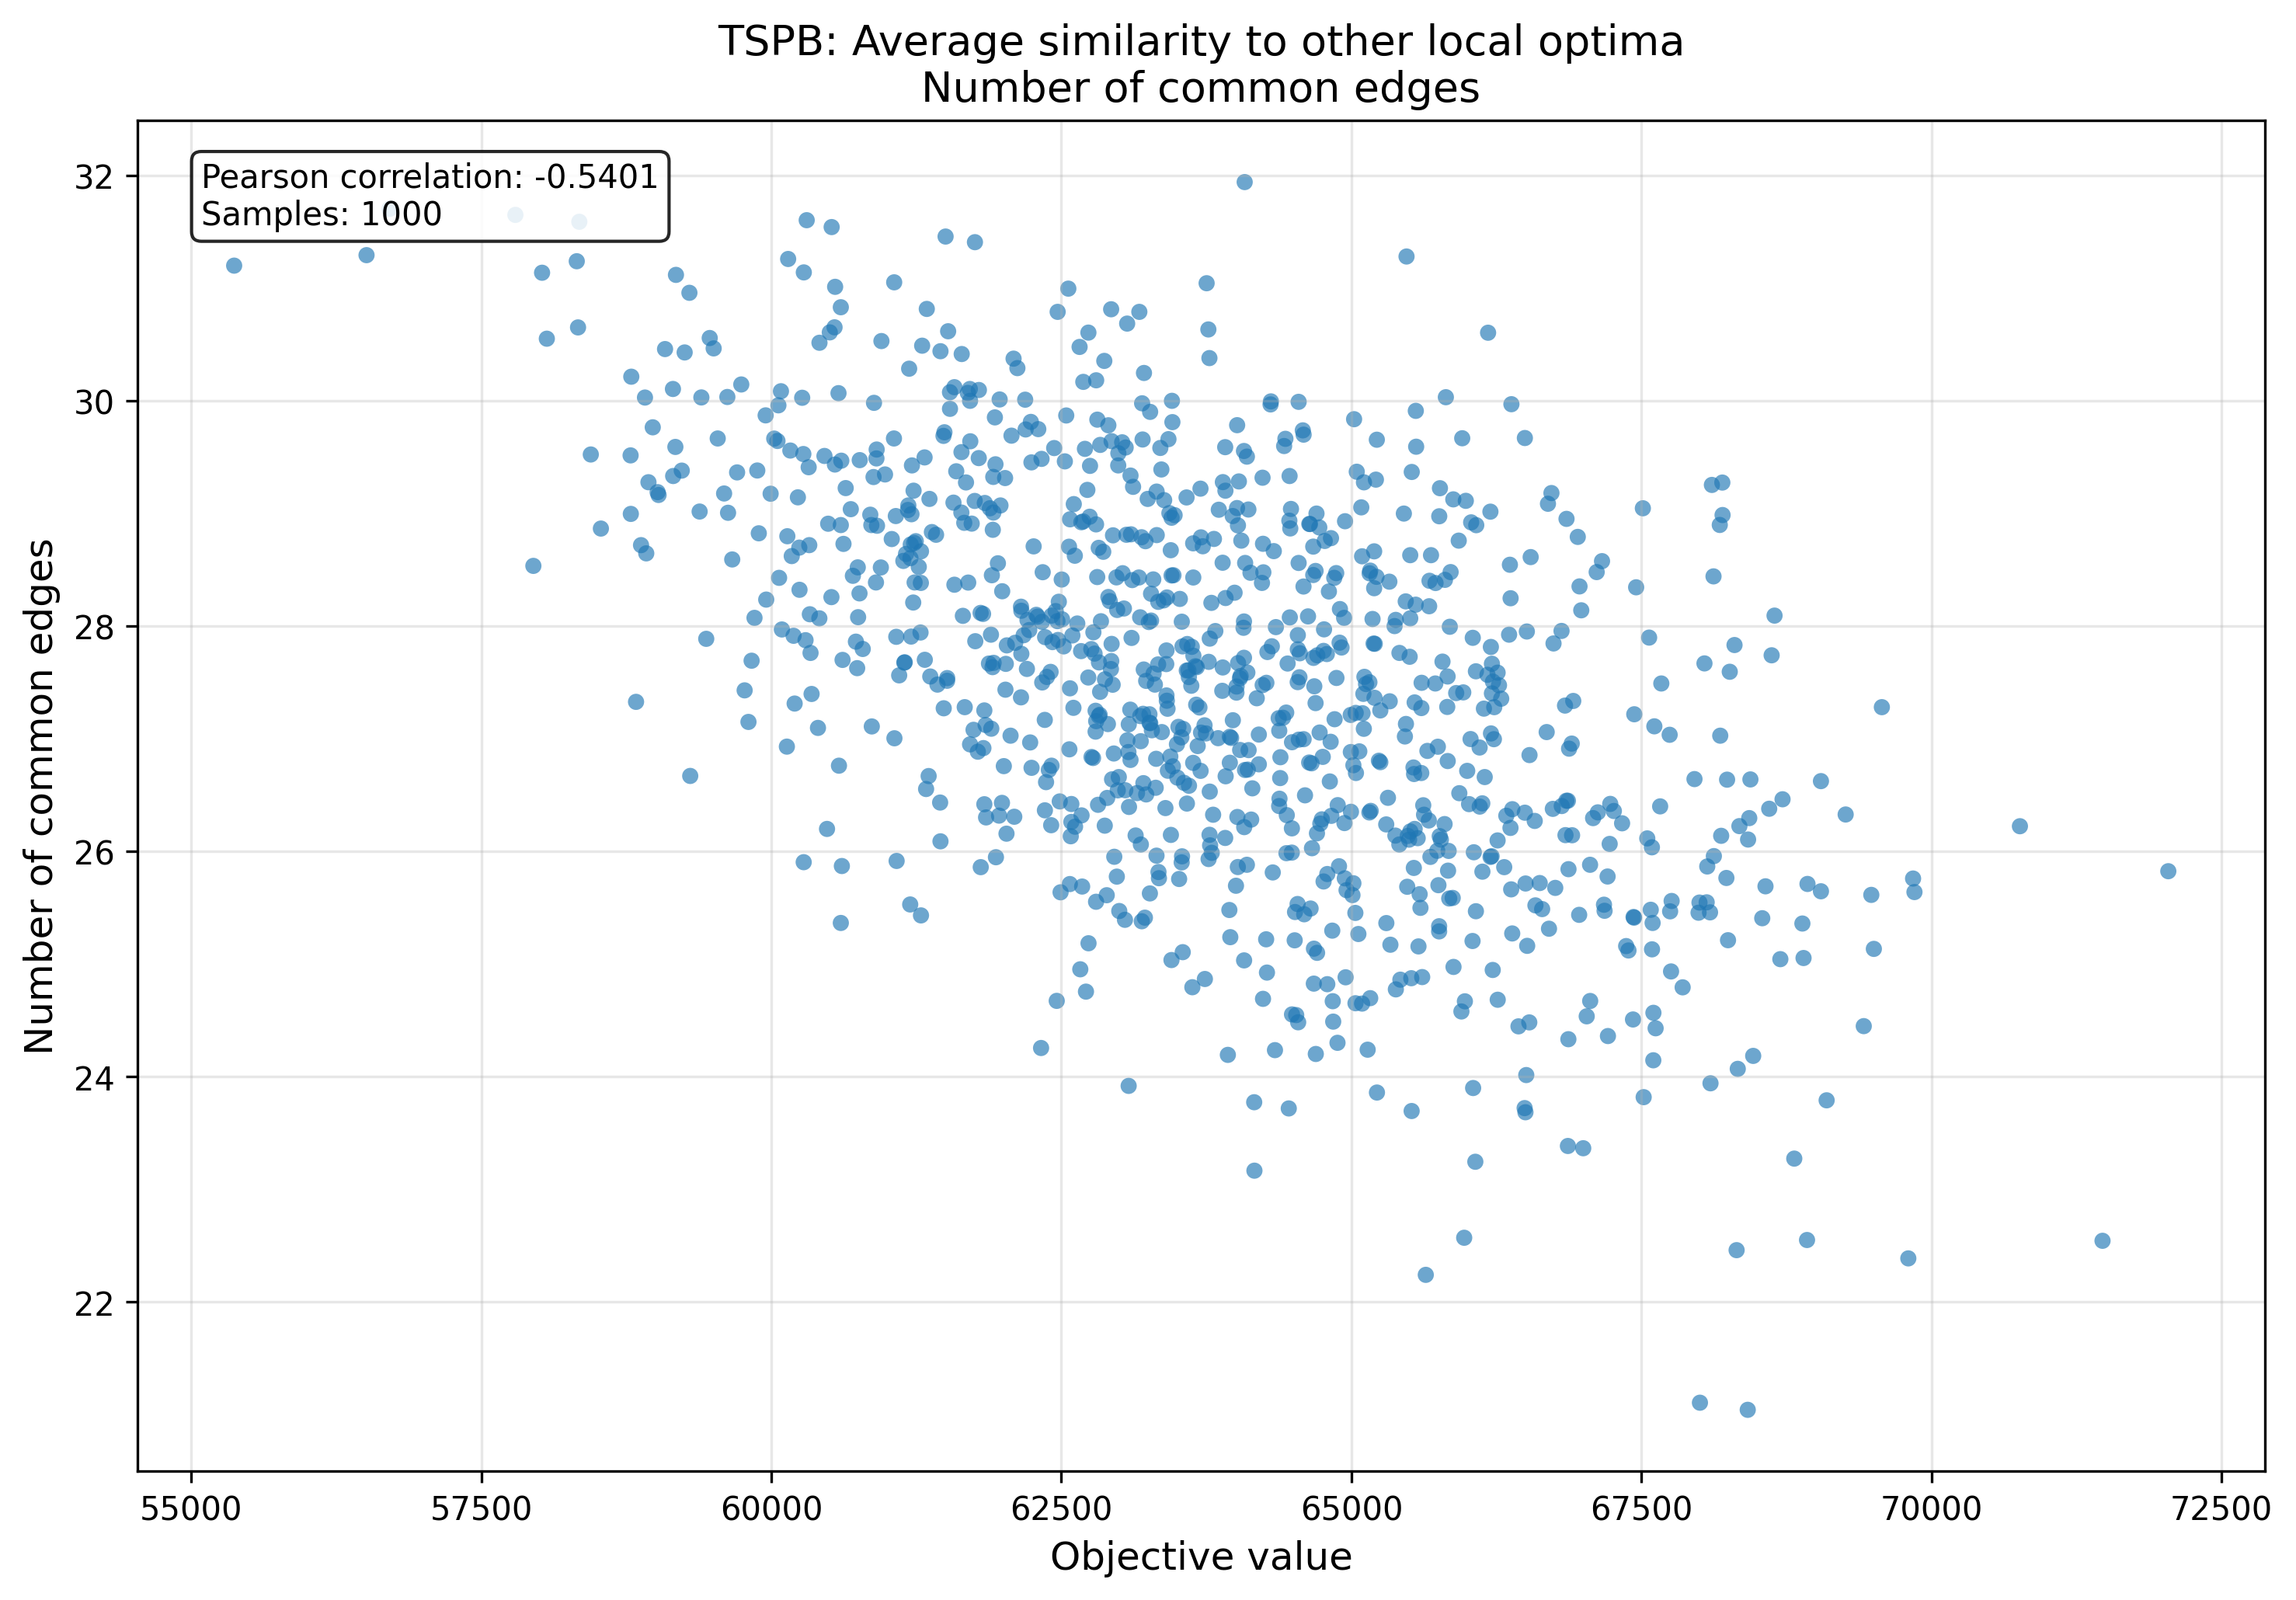 TSPB: Average similarity to other local optima
Number of common edges
Pearson correlation: -0.5401
Samples: 1000
Number of common edges
32
30
28
26
24
22
55000 57500 60000 62500 65000 67500 70000 72500
Objective value